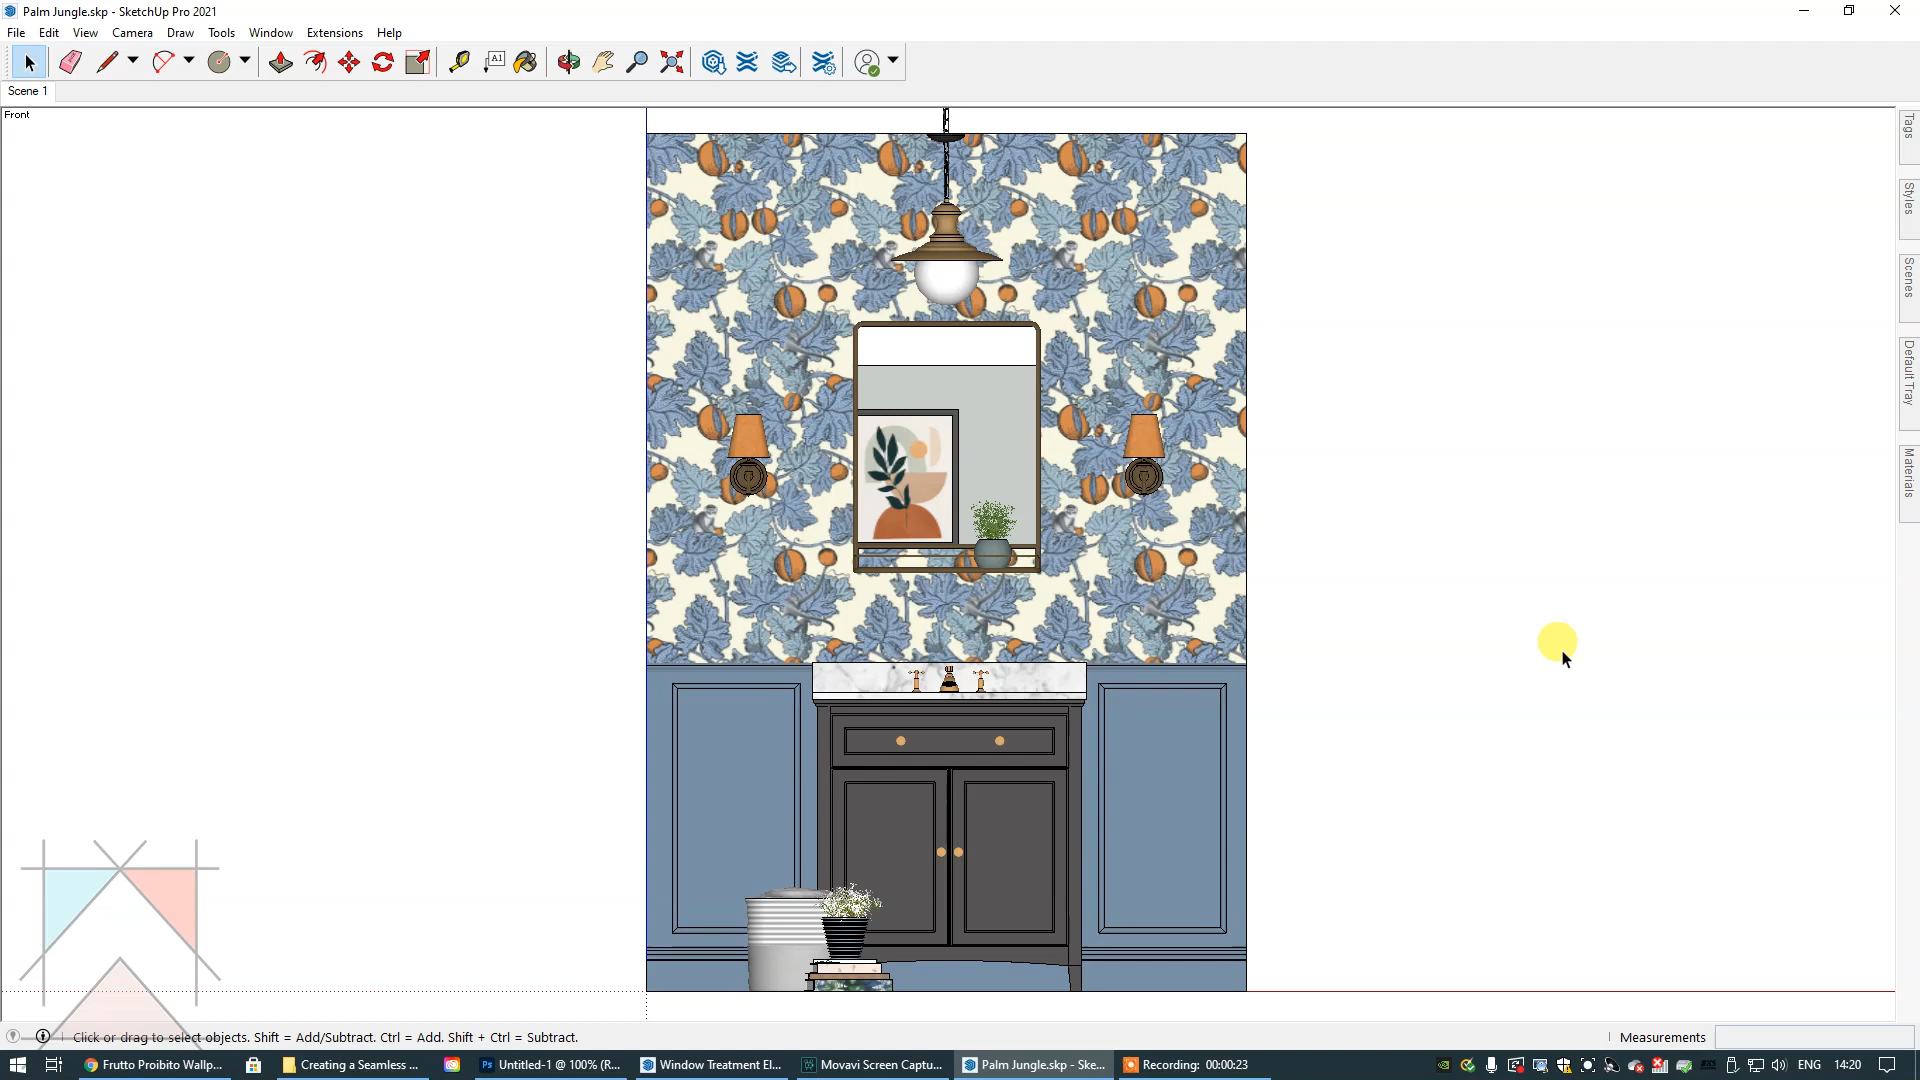 Palm Jungle.skp - SketchUp Pro 2021
File Edit View Camera Draw Tools Window Extensions Help
A1
Scene 1
Front
Tags
Styles
Scenes
Default Tray
Materials
Click or drag to select objects. Shift = Add/Subtract. Ctrl = Add. Shift + Ctrl = Subtract.
Measurements
Frutto Proibito Wallp...
Creating a Seamless ...
Ps Untitled-1 @ 100% (R...
Window Treatment El...
Movavi Screen Captu...
Palm Jungle.skp - Ske...
Recording: 00:00:23
ENG 14:20